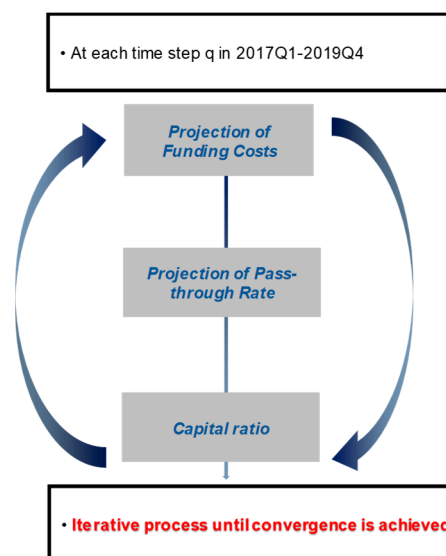 • At each time step q in 2017Q1-2019Q4
Projection of
Funding Costs
Projection of Pass-
through Rate
Capital ratio
• Iterative process until convergence is achieved